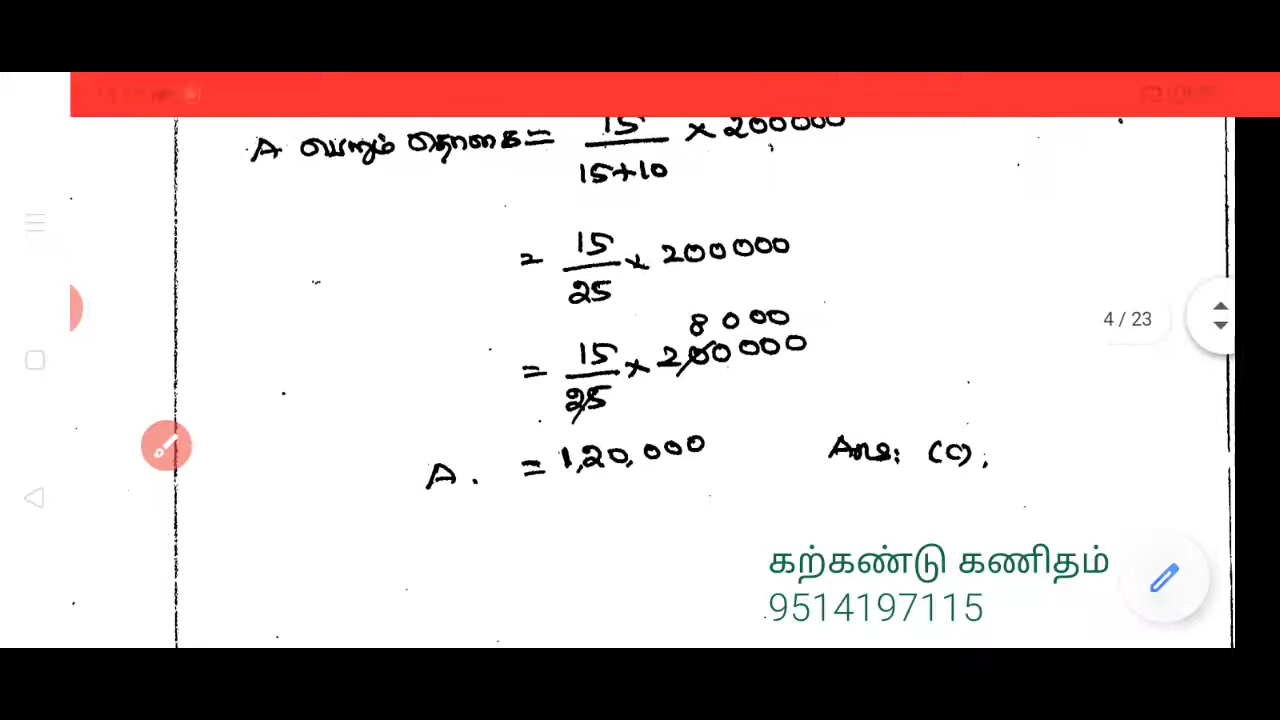 A பெறும் தொகை = 15 / 15+10 × 200000
= 15 / 25 × 200000
8000
= 15 / 25 × 200000
A. = 1,20,000 Ans: (C).
4 / 23
கற்கண்டு கணிதம்
9514197115